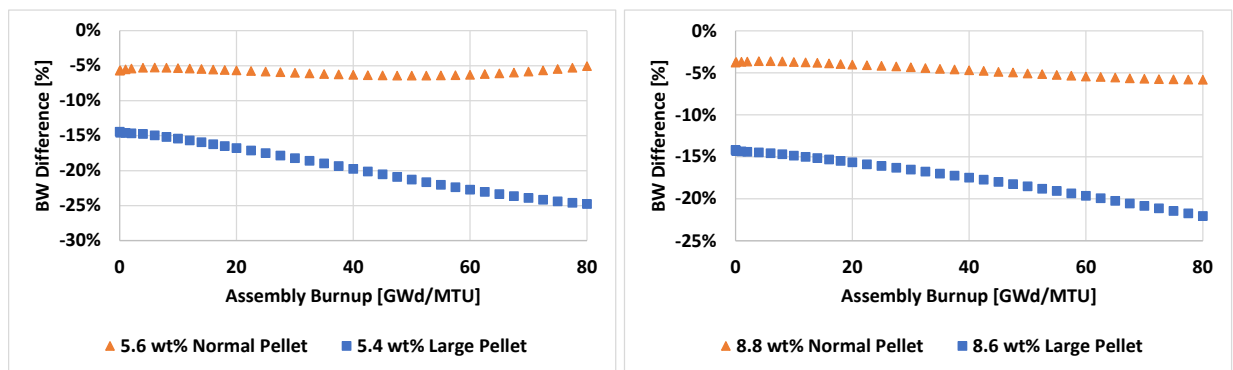 0%
-5%
-10%
-15%
-20%
-25%
-30%
BW Difference [%]
0 20 40 60 80
Assembly Burnup [GWd/MTU]
5.6 wt% Normal Pellet 5.4 wt% Large Pellet
0%
-5%
-10%
-15%
-20%
-25%
BW Difference [%]
0 20 40 60 80
Assembly Burnup [GWd/MTU]
8.8 wt% Normal Pellet 8.6 wt% Large Pellet